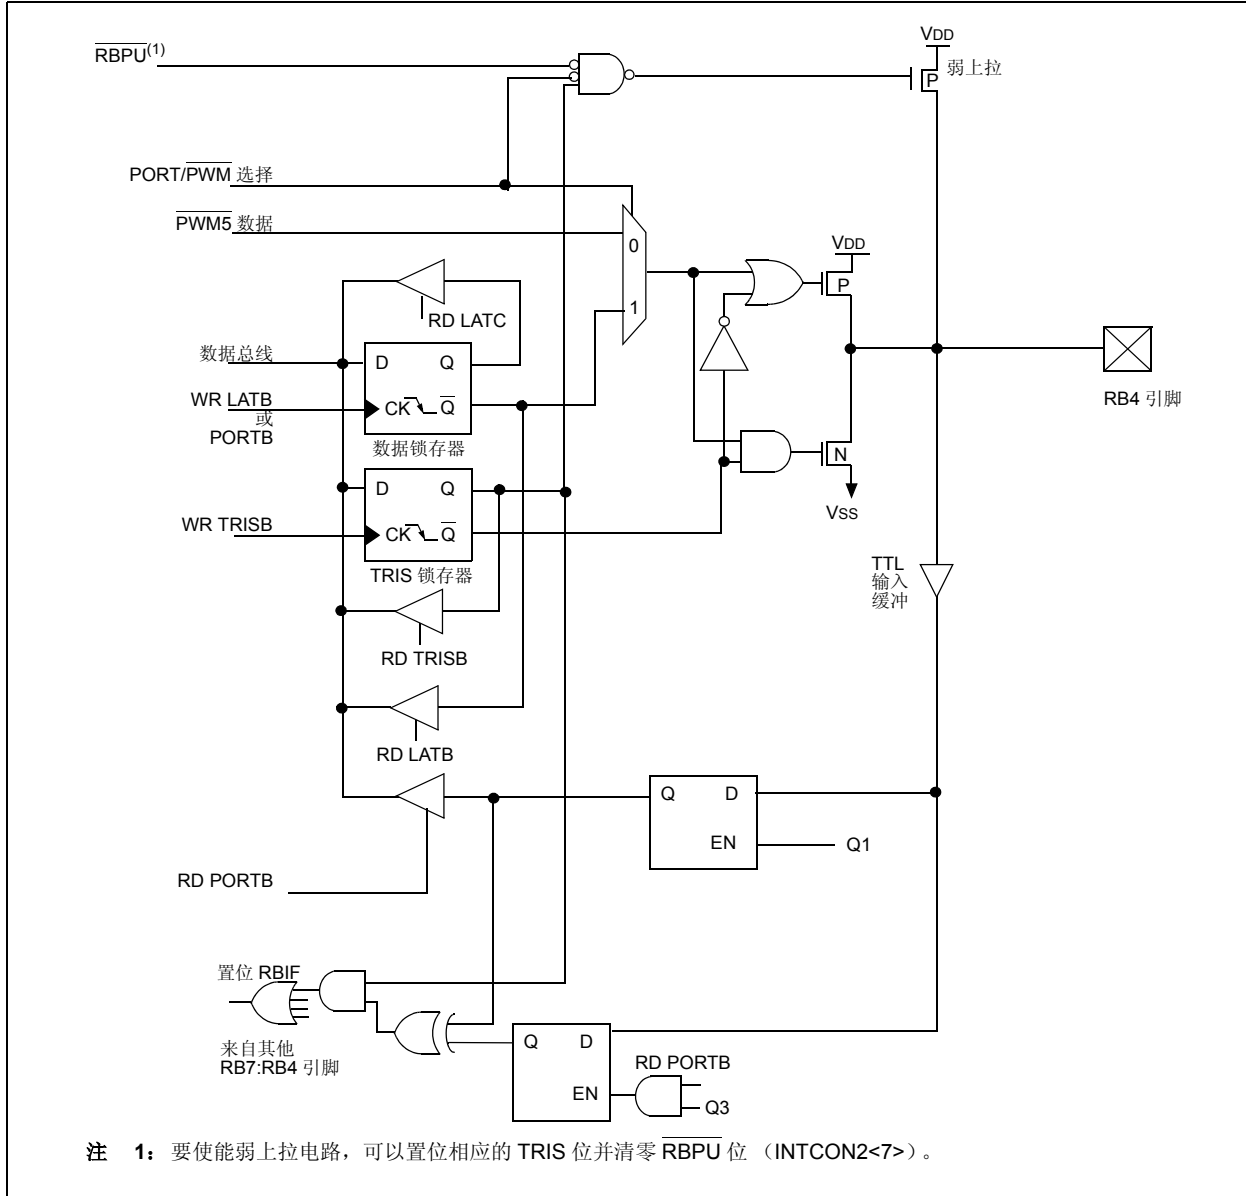 RBPU(1)
VDD
弱上拉
P
PORT/PWM 选择
PWM5 数据
0
VDD
P
1
RD LATC
数据总线
D Q
WR LATB
或
PORTB
CK Q
数据锁存器
RB4 引脚
N
VSS
D Q
WR TRISB
CK Q
TRIS 锁存器
TTL
输入
缓冲
RD TRISB
RD LATB
Q D
EN
Q1
RD PORTB
置位 RBIF
来自其他
RB7:RB4 引脚
Q D
EN
RD PORTB
Q3
注 1: 要使能弱上拉电路，可以置位相应的 TRIS 位并清零 RBPU 位 （INTCON2<7>）。